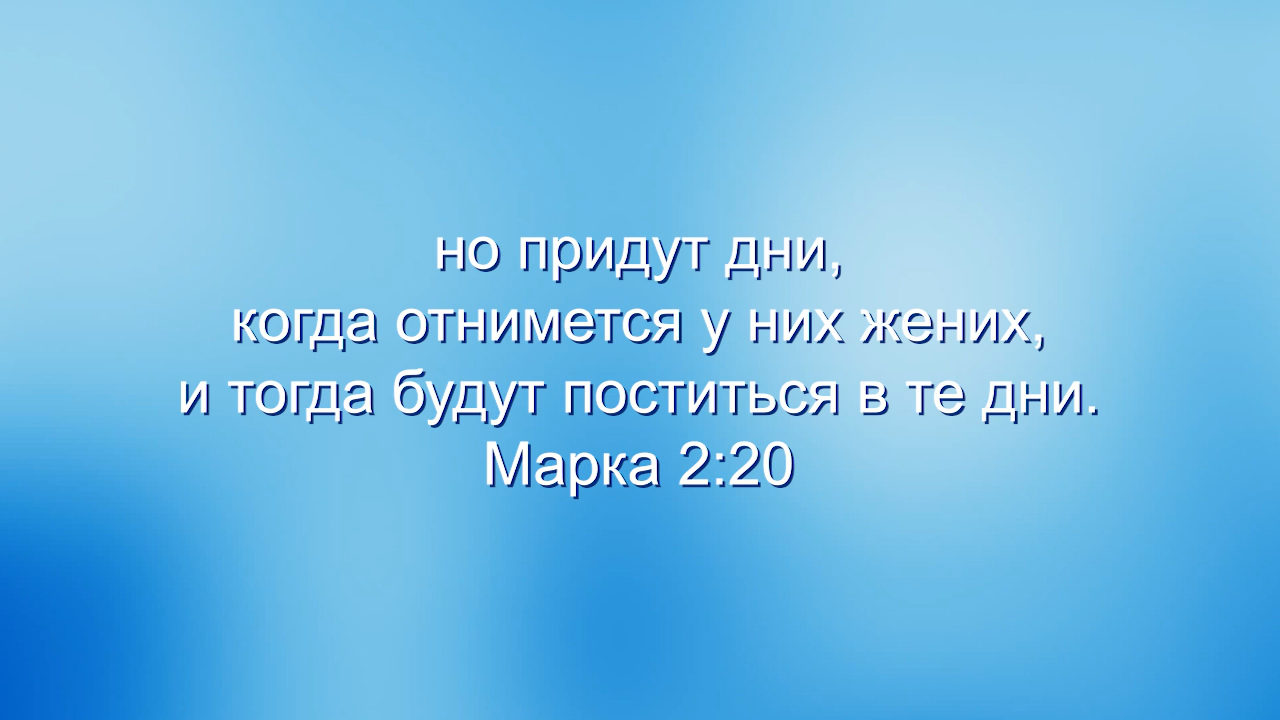 но придут дни,
когда отнимется у них жених,
и тогда будут поститься в те дни.
Марка 2:20